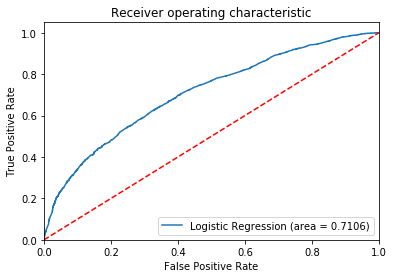 Receiver operating characteristic
1.0
0.8
0.6
0.4
0.2
0.0
True Positive Rate
Logistic Regression (area = 0.7106)
0.0 0.2 0.4 0.6 0.8 1.0
False Positive Rate